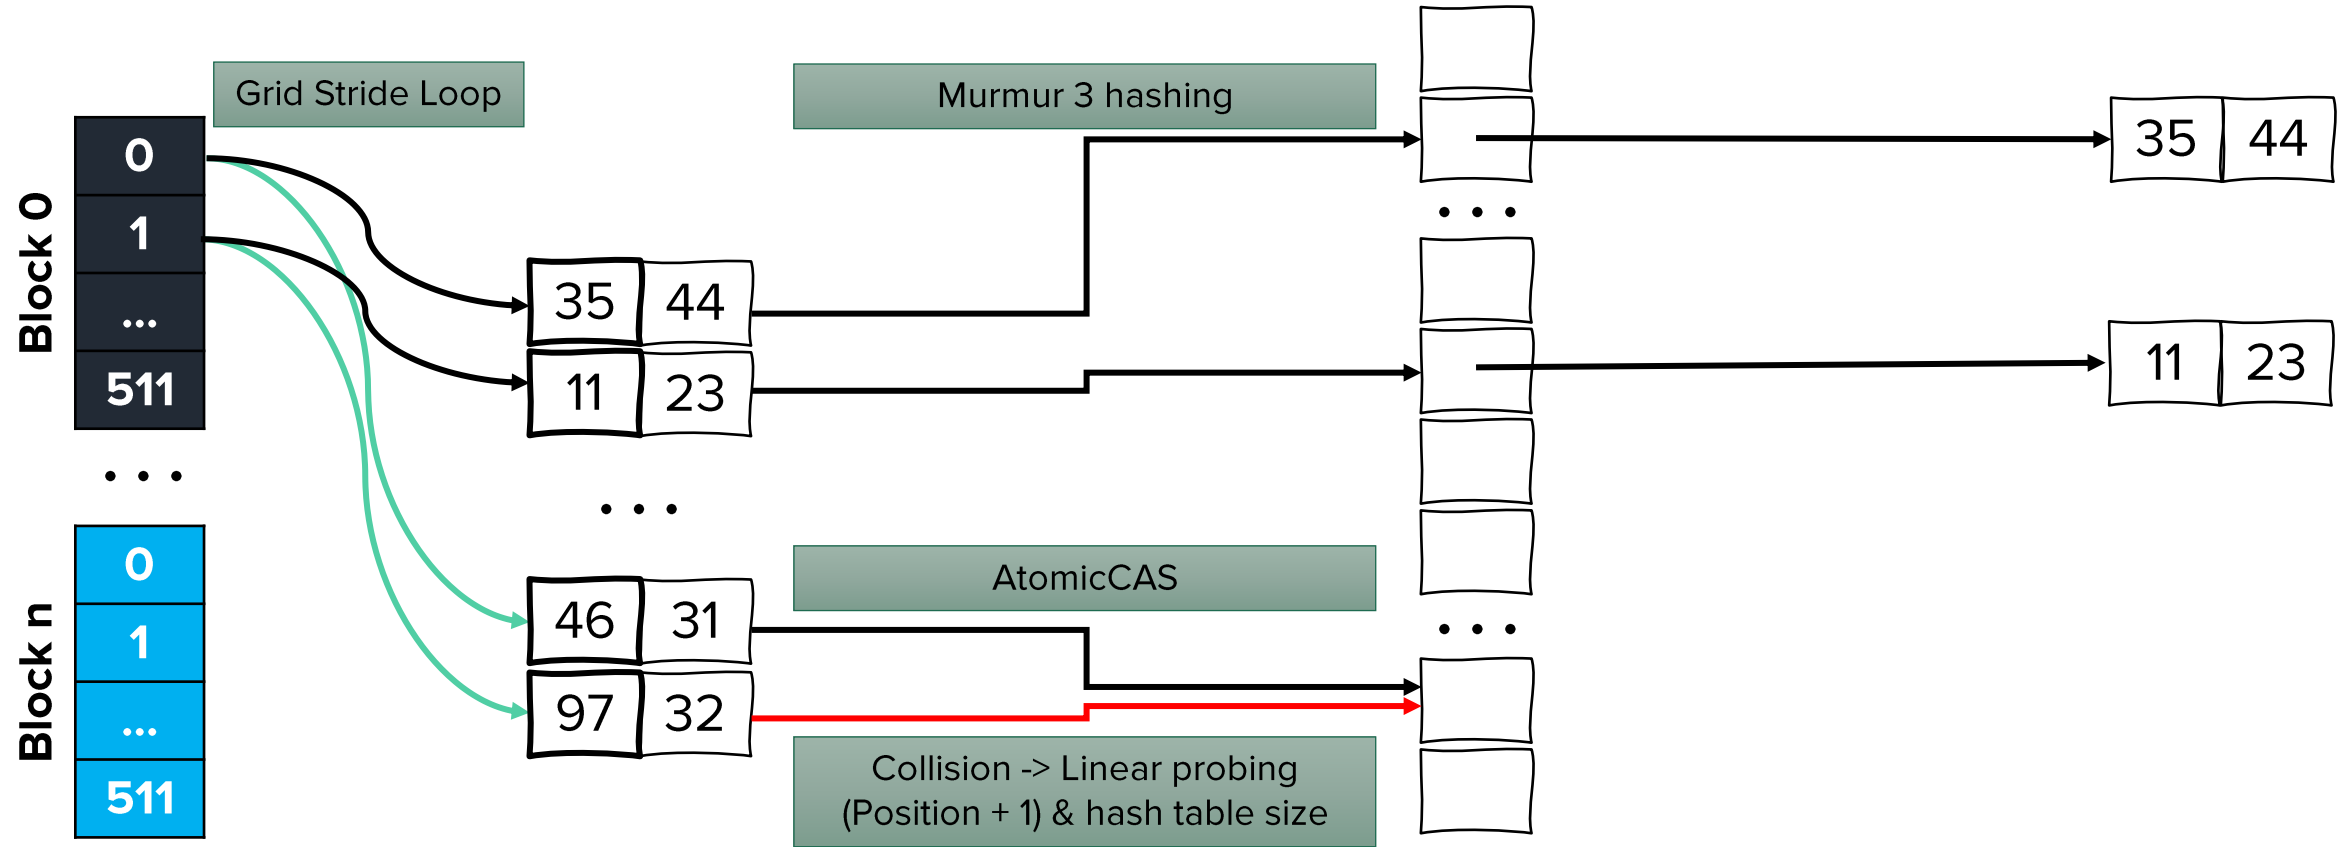 Grid Stride Loop
Murmur 3 hashing
Block 0
0
1
...
511
35 44
11 23
...
35 44
11 23
...
...
Block n
0
1
...
511
46 31
97 32
AtomicCAS
...
Collision -> Linear probing
(Position + 1) & hash table size